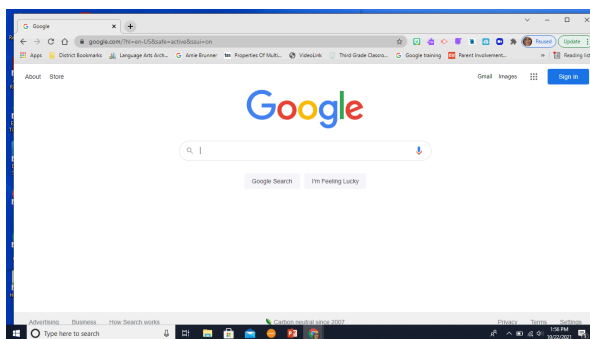 Google
google.com/?hl=en-US&safe=active&ssui=on
Paused
Update
Apps District Bookmarks Language Arts Arch... Amie Brunner Properties Of Multi... VideoLink Third Grade Classro... Google training Parent Involvement... » Reading list
About Store
Gmail Images
Sign in
Google
Google Search I'm Feeling Lucky
Advertising Business How Search works
Carbon neutral since 2007
Privacy Terms Settings
Type here to search
1:56 PM
10/22/2021